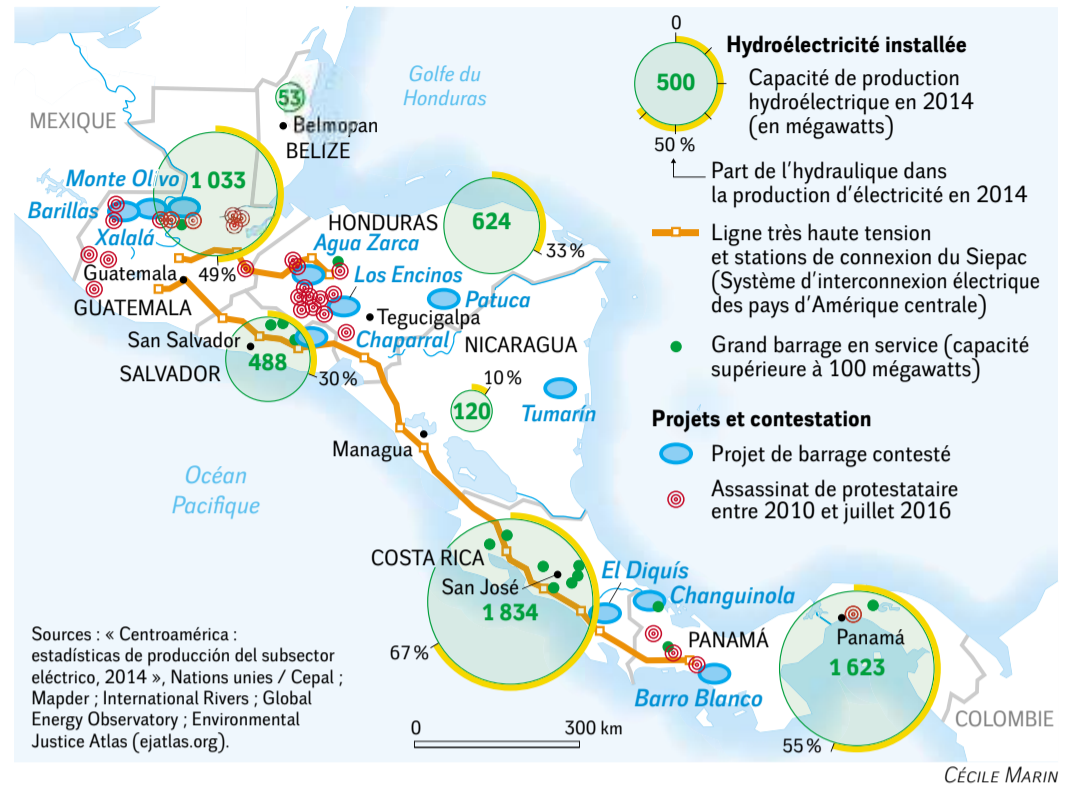 Golfe du
Honduras
MEXIQUE
53
Belmopan
BELIZE
Monte Olivo
1 033
Barillas
Xalalá
HONDURAS
624
33 %
Agua Zarca
49 %
Guatemala
GUATEMALA
Los Encinos
Patuca
Tegucigalpa
Chaparral
San Salvador
488
SALVADOR
30 %
NICARAGUA
10 %
120
Tumarín
Managua
Océan
Pacifique
COSTA RICA
San José
1 834
67 %
El Diquís
Changuinola
PANAMÁ
Barro Blanco
Panamá
1 623
55 %
COLOMBIE
0
500
50 %
Hydroélectricité installée
Capacité de production
hydroélectrique en 2014
(en mégawatts)
Part de l'hydraulique dans
la production d'électricité en 2014
Ligne très haute tension
et stations de connexion du Siepac
(Système d'interconnexion électrique
des pays d'Amérique centrale)
Grand barrage en service (capacité
supérieure à 100 mégawatts)
Projets et contestation
Projet de barrage contesté
Assassinat de protestataire
entre 2010 et juillet 2016
Sources : « Centroamérica :
estadísticas de producción del subsector
eléctrico, 2014 », Nations unies / Cepal ;
Mapder ; International Rivers ; Global
Energy Observatory ; Environmental
Justice Atlas (ejatlas.org).
0 300 km
CÉCILE MARIN